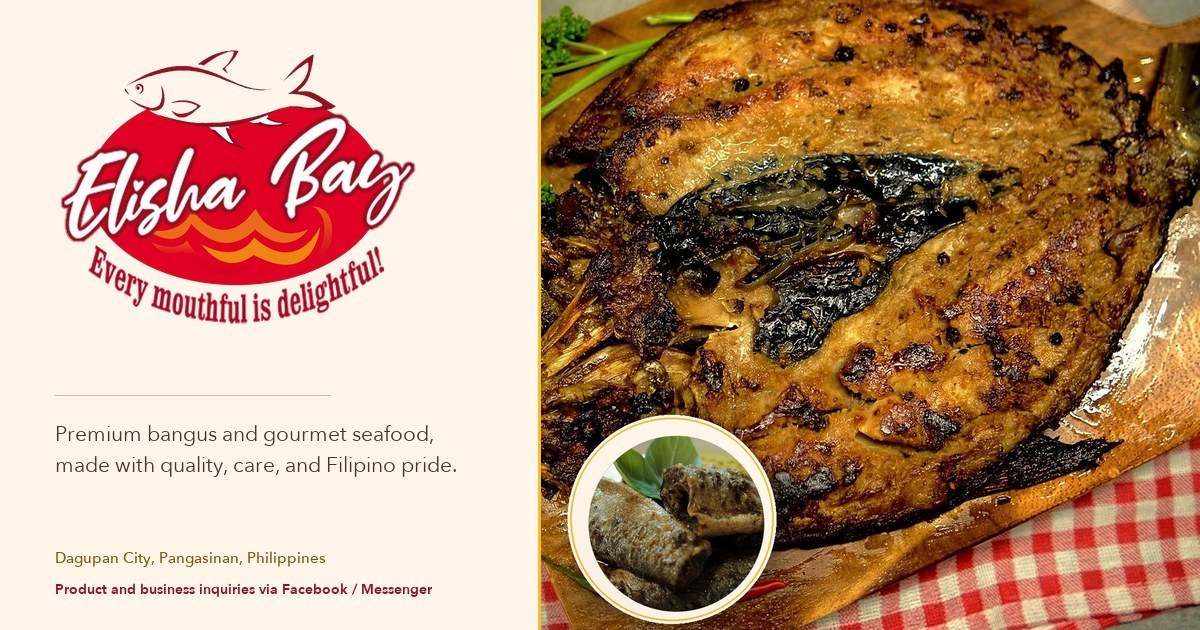 Elisha Bay
Every mouthful is delightful!
Premium bangus and gourmet seafood,
made with quality, care, and Filipino pride.
Dagupan City, Pangasinan, Philippines
Product and business inquiries via Facebook / Messenger